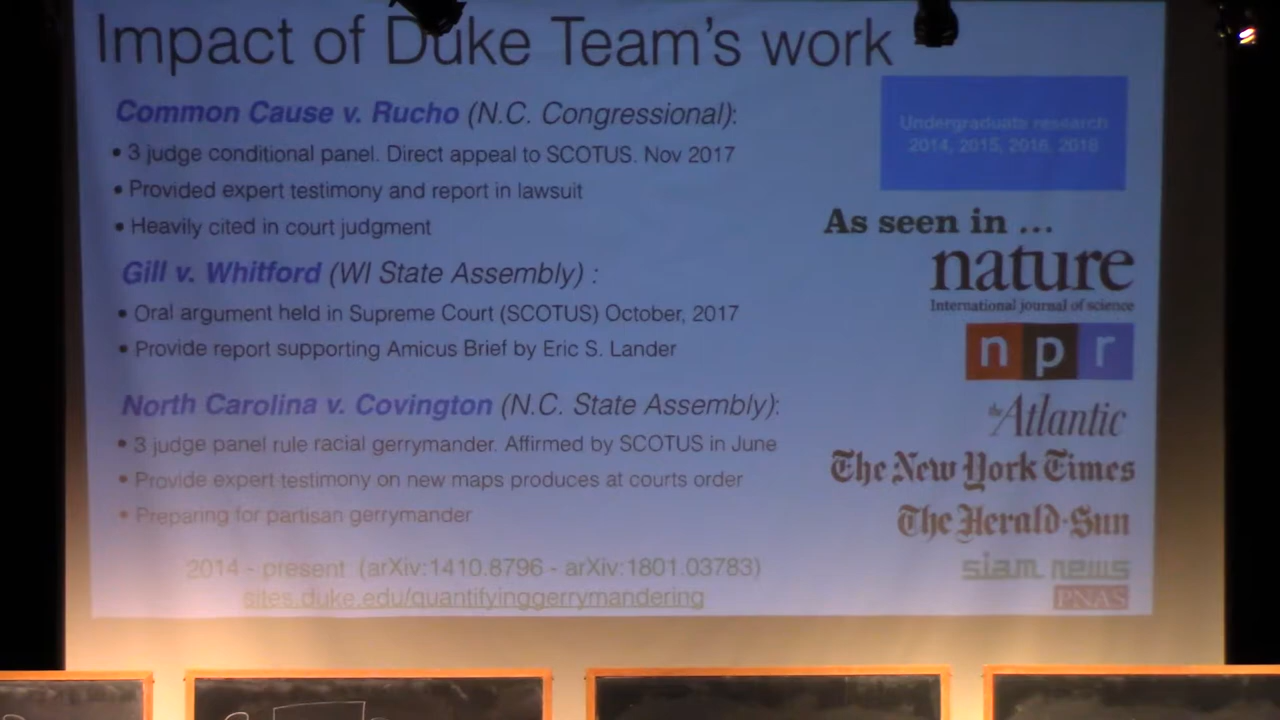 Impact of Duke Team's work
Common Cause v. Rucho (N.C. Congressional):
• 3 judge conditional panel. Direct appeal to SCOTUS. Nov 2017
• Provided expert testimony and report in lawsuit
• Heavily cited in court judgment
Gill v. Whitford (WI State Assembly) :
• Oral argument held in Supreme Court (SCOTUS) October, 2017
• Provide report supporting Amicus Brief by Eric S. Lander
North Carolina v. Covington (N.C. State Assembly):
• 3 judge panel rule racial gerrymander. Affirmed by SCOTUS in June
• Provide expert testimony on new maps produces at courts order
• Preparing for partisan gerrymander
2014 - present (arXiv:1410.8796 - arXiv:1801.03783)
sites.duke.edu/quantifyinggerrymandering
Undergraduate research
2014, 2015, 2016, 2018
As seen in ...
nature
International journal of science
npr
the Atlantic
The New York Times
The Herald-Sun
siam news
PNAS